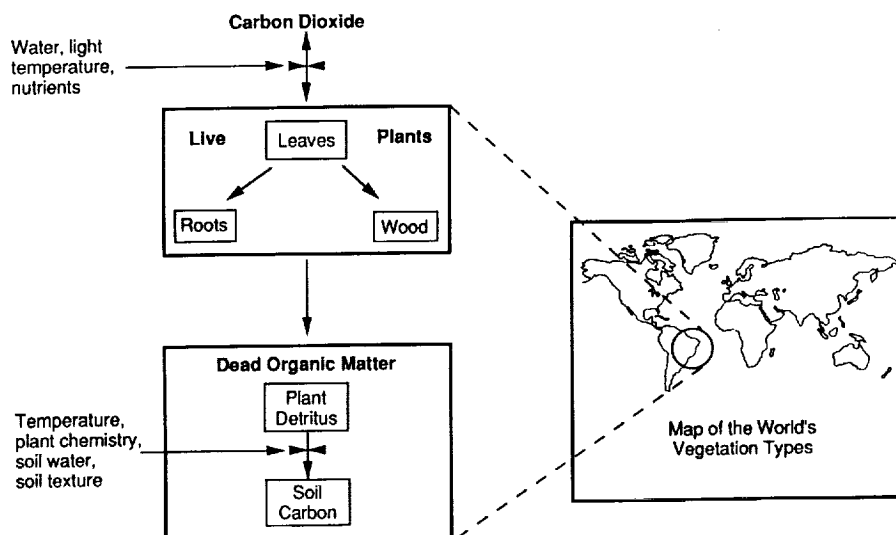 Carbon Dioxide
Water, light
temperature,
nutrients
Live
Leaves
Plants
Roots
Wood
Dead Organic Matter
Plant
Detritus
Temperature,
plant chemistry,
soil water,
soil texture
Soil
Carbon
Map of the World's
Vegetation Types